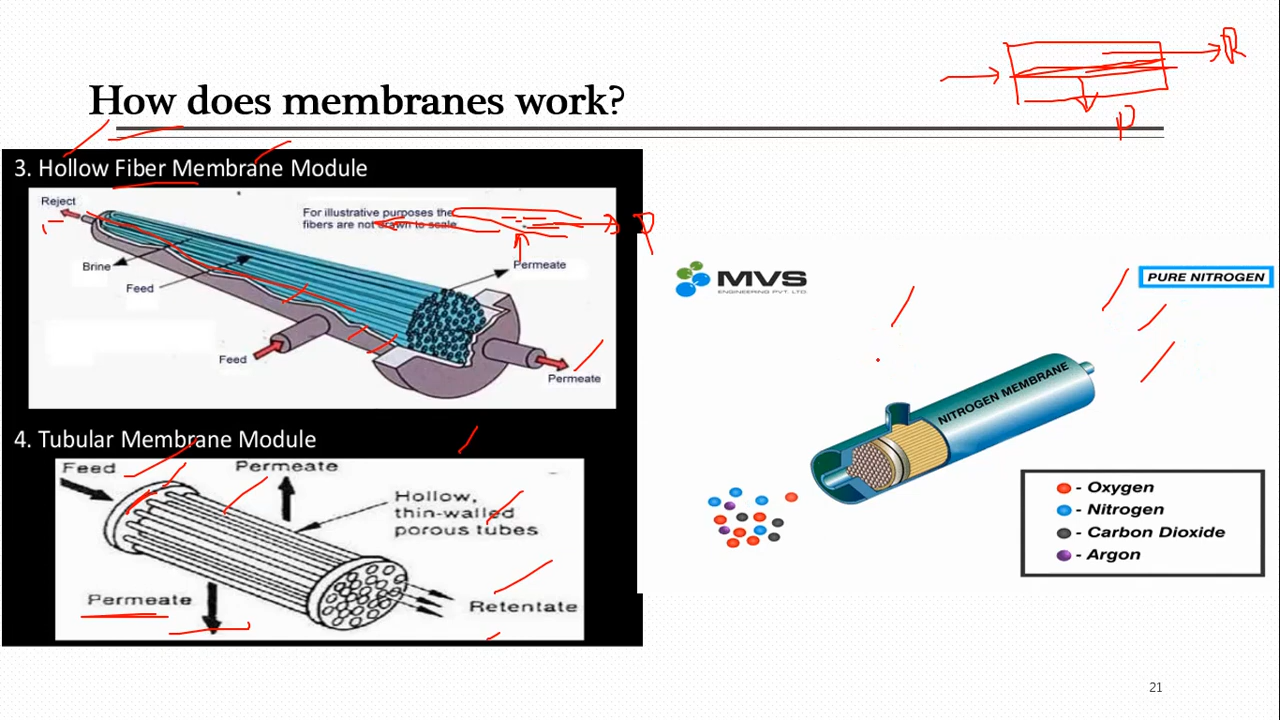 How does membranes work?
R
P
3. Hollow Fiber Membrane Module
Reject
For illustrative purposes the
fibers are not drawn to scale
P
Brine
Permeate
Feed
Feed
Permeate
4. Tubular Membrane Module
Feed
Permeate
Hollow,
thin-walled
porous tubes
Permeate
Retentate
MVS
ENGINEERING PVT. LTD.
PURE NITROGEN
NITROGEN MEMBRANE
- Oxygen
- Nitrogen
- Carbon Dioxide
- Argon
21